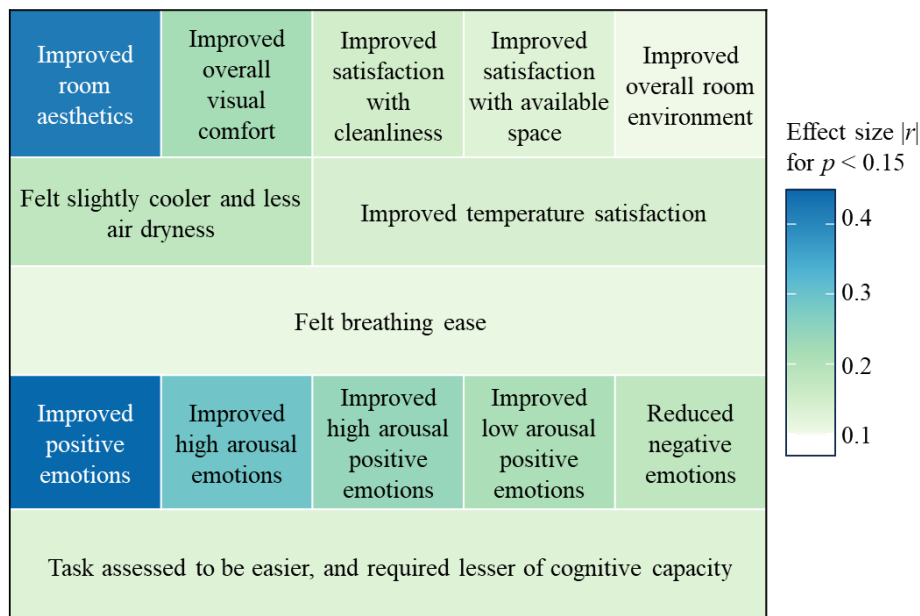 Improved
room
aesthetics
Improved
overall
visual
comfort
Improved
satisfaction
with
cleanliness
Improved
satisfaction
with available
space
Improved
overall room
environment
Felt slightly cooler and less
air dryness
Improved temperature satisfaction
Felt breathing ease
Improved
positive
emotions
Improved
high arousal
emotions
Improved
high arousal
positive
emotions
Improved
low arousal
positive
emotions
Reduced
negative
emotions
Task assessed to be easier, and required lesser of cognitive capacity
Effect size |r|
for p < 0.15
0.4
0.3
0.2
0.1